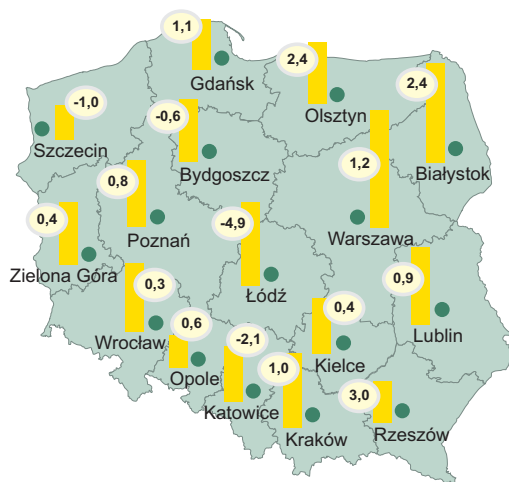 1,1
Gdańsk
2,4
Olsztyn
2,4
Białystok
-1,0
Szczecin
-0,6
Bydgoszcz
1,2
Warszawa
0,8
Poznań
0,4
Zielona Góra
-4,9
Łódź
0,9
Lublin
0,3
Wrocław
0,6
Opole
-2,1
Katowice
1,0
Kraków
0,4
Kielce
3,0
Rzeszów